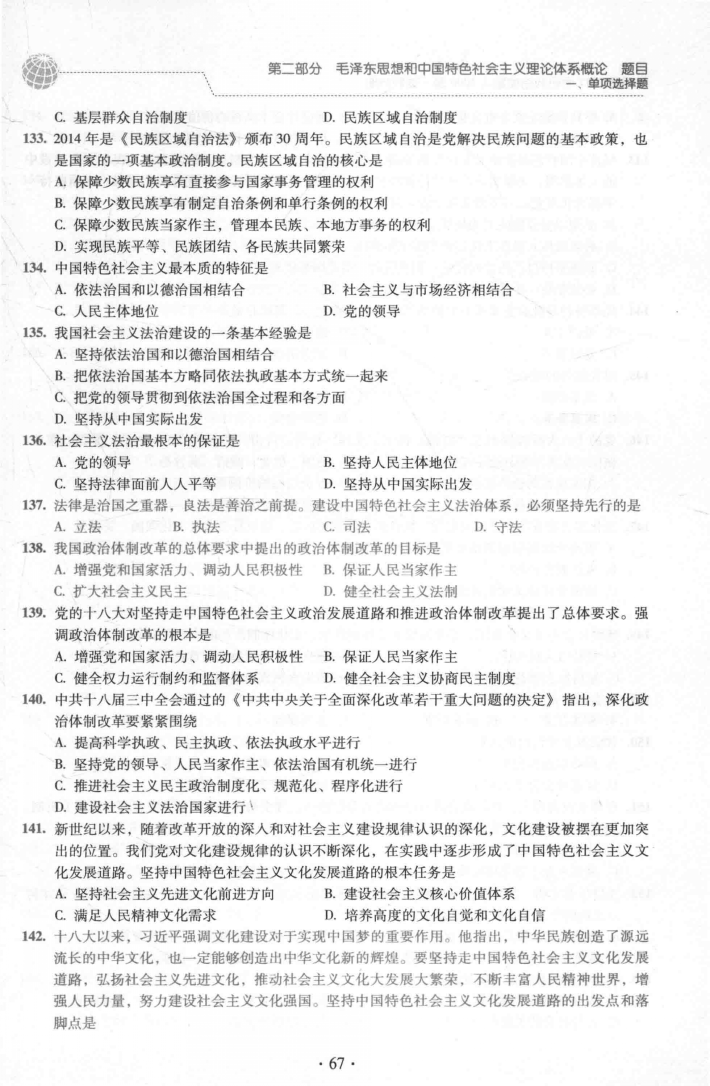 第二部分　毛泽东思想和中国特色社会主义理论体系概论　题目
一、单项选择题
C. 基层群众自治制度　D. 民族区域自治制度
133. 2014 年是《民族区域自治法》颁布 30 周年。民族区域自治是党解决民族问题的基本政策，也
是国家的一项基本政治制度。民族区域自治的核心是
A. 保障少数民族享有直接参与国家事务管理的权利
B. 保障少数民族享有制定自治条例和单行条例的权利
C. 保障少数民族当家作主，管理本民族、本地方事务的权利
D. 实现民族平等、民族团结、各民族共同繁荣
134. 中国特色社会主义最本质的特征是
A. 依法治国和以德治国相结合　B. 社会主义与市场经济相结合
C. 人民主体地位　D. 党的领导
135. 我国社会主义法治建设的一条基本经验是
A. 坚持依法治国和以德治国相结合
B. 把依法治国基本方略同依法执政基本方式统一起来
C. 把党的领导贯彻到依法治国全过程和各方面
D. 坚持从中国实际出发
136. 社会主义法治最根本的保证是
A. 党的领导　B. 坚持人民主体地位
C. 坚持法律面前人人平等　D. 坚持从中国实际出发
137. 法律是治国之重器，良法是善治之前提。建设中国特色社会主义法治体系，必须坚持先行的是
A. 立法　B. 执法　C. 司法　D. 守法
138. 我国政治体制改革的总体要求中提出的政治体制改革的目标是
A. 增强党和国家活力、调动人民积极性　B. 保证人民当家作主
C. 扩大社会主义民主　D. 健全社会主义法制
139. 党的十八大对坚持走中国特色社会主义政治发展道路和推进政治体制改革提出了总体要求。强
调政治体制改革的根本是
A. 增强党和国家活力、调动人民积极性　B. 保证人民当家作主
C. 健全权力运行制约和监督体系　D. 健全社会主义协商民主制度
140. 中共十八届三中全会通过的《中共中央关于全面深化改革若干重大问题的决定》指出，深化政
治体制改革要紧紧围绕
A. 提高科学执政、民主执政、依法执政水平进行
B. 坚持党的领导、人民当家作主、依法治国有机统一进行
C. 推进社会主义民主政治制度化、规范化、程序化进行
D. 建设社会主义法治国家进行
141. 新世纪以来，随着改革开放的深入和对社会主义建设规律认识的深化，文化建设被摆在更加突
出的位置。我们党对文化建设规律的认识不断深化，在实践中逐步形成了中国特色社会主义文
化发展道路。坚持中国特色社会主义文化发展道路的根本任务是
A. 坚持社会主义先进文化前进方向　B. 建设社会主义核心价值体系
C. 满足人民精神文化需求　D. 培养高度的文化自觉和文化自信
142. 十八大以来，习近平强调文化建设对于实现中国梦的重要作用。他指出，中华民族创造了源远
流长的中华文化，也一定能够创造出中华文化新的辉煌。要坚持走中国特色社会主义文化发展
道路，弘扬社会主义先进文化，推动社会主义文化大发展大繁荣，不断丰富人民精神世界，增
强人民力量，努力建设社会主义文化强国。坚持中国特色社会主义文化发展道路的出发点和落
脚点是
· 67 ·